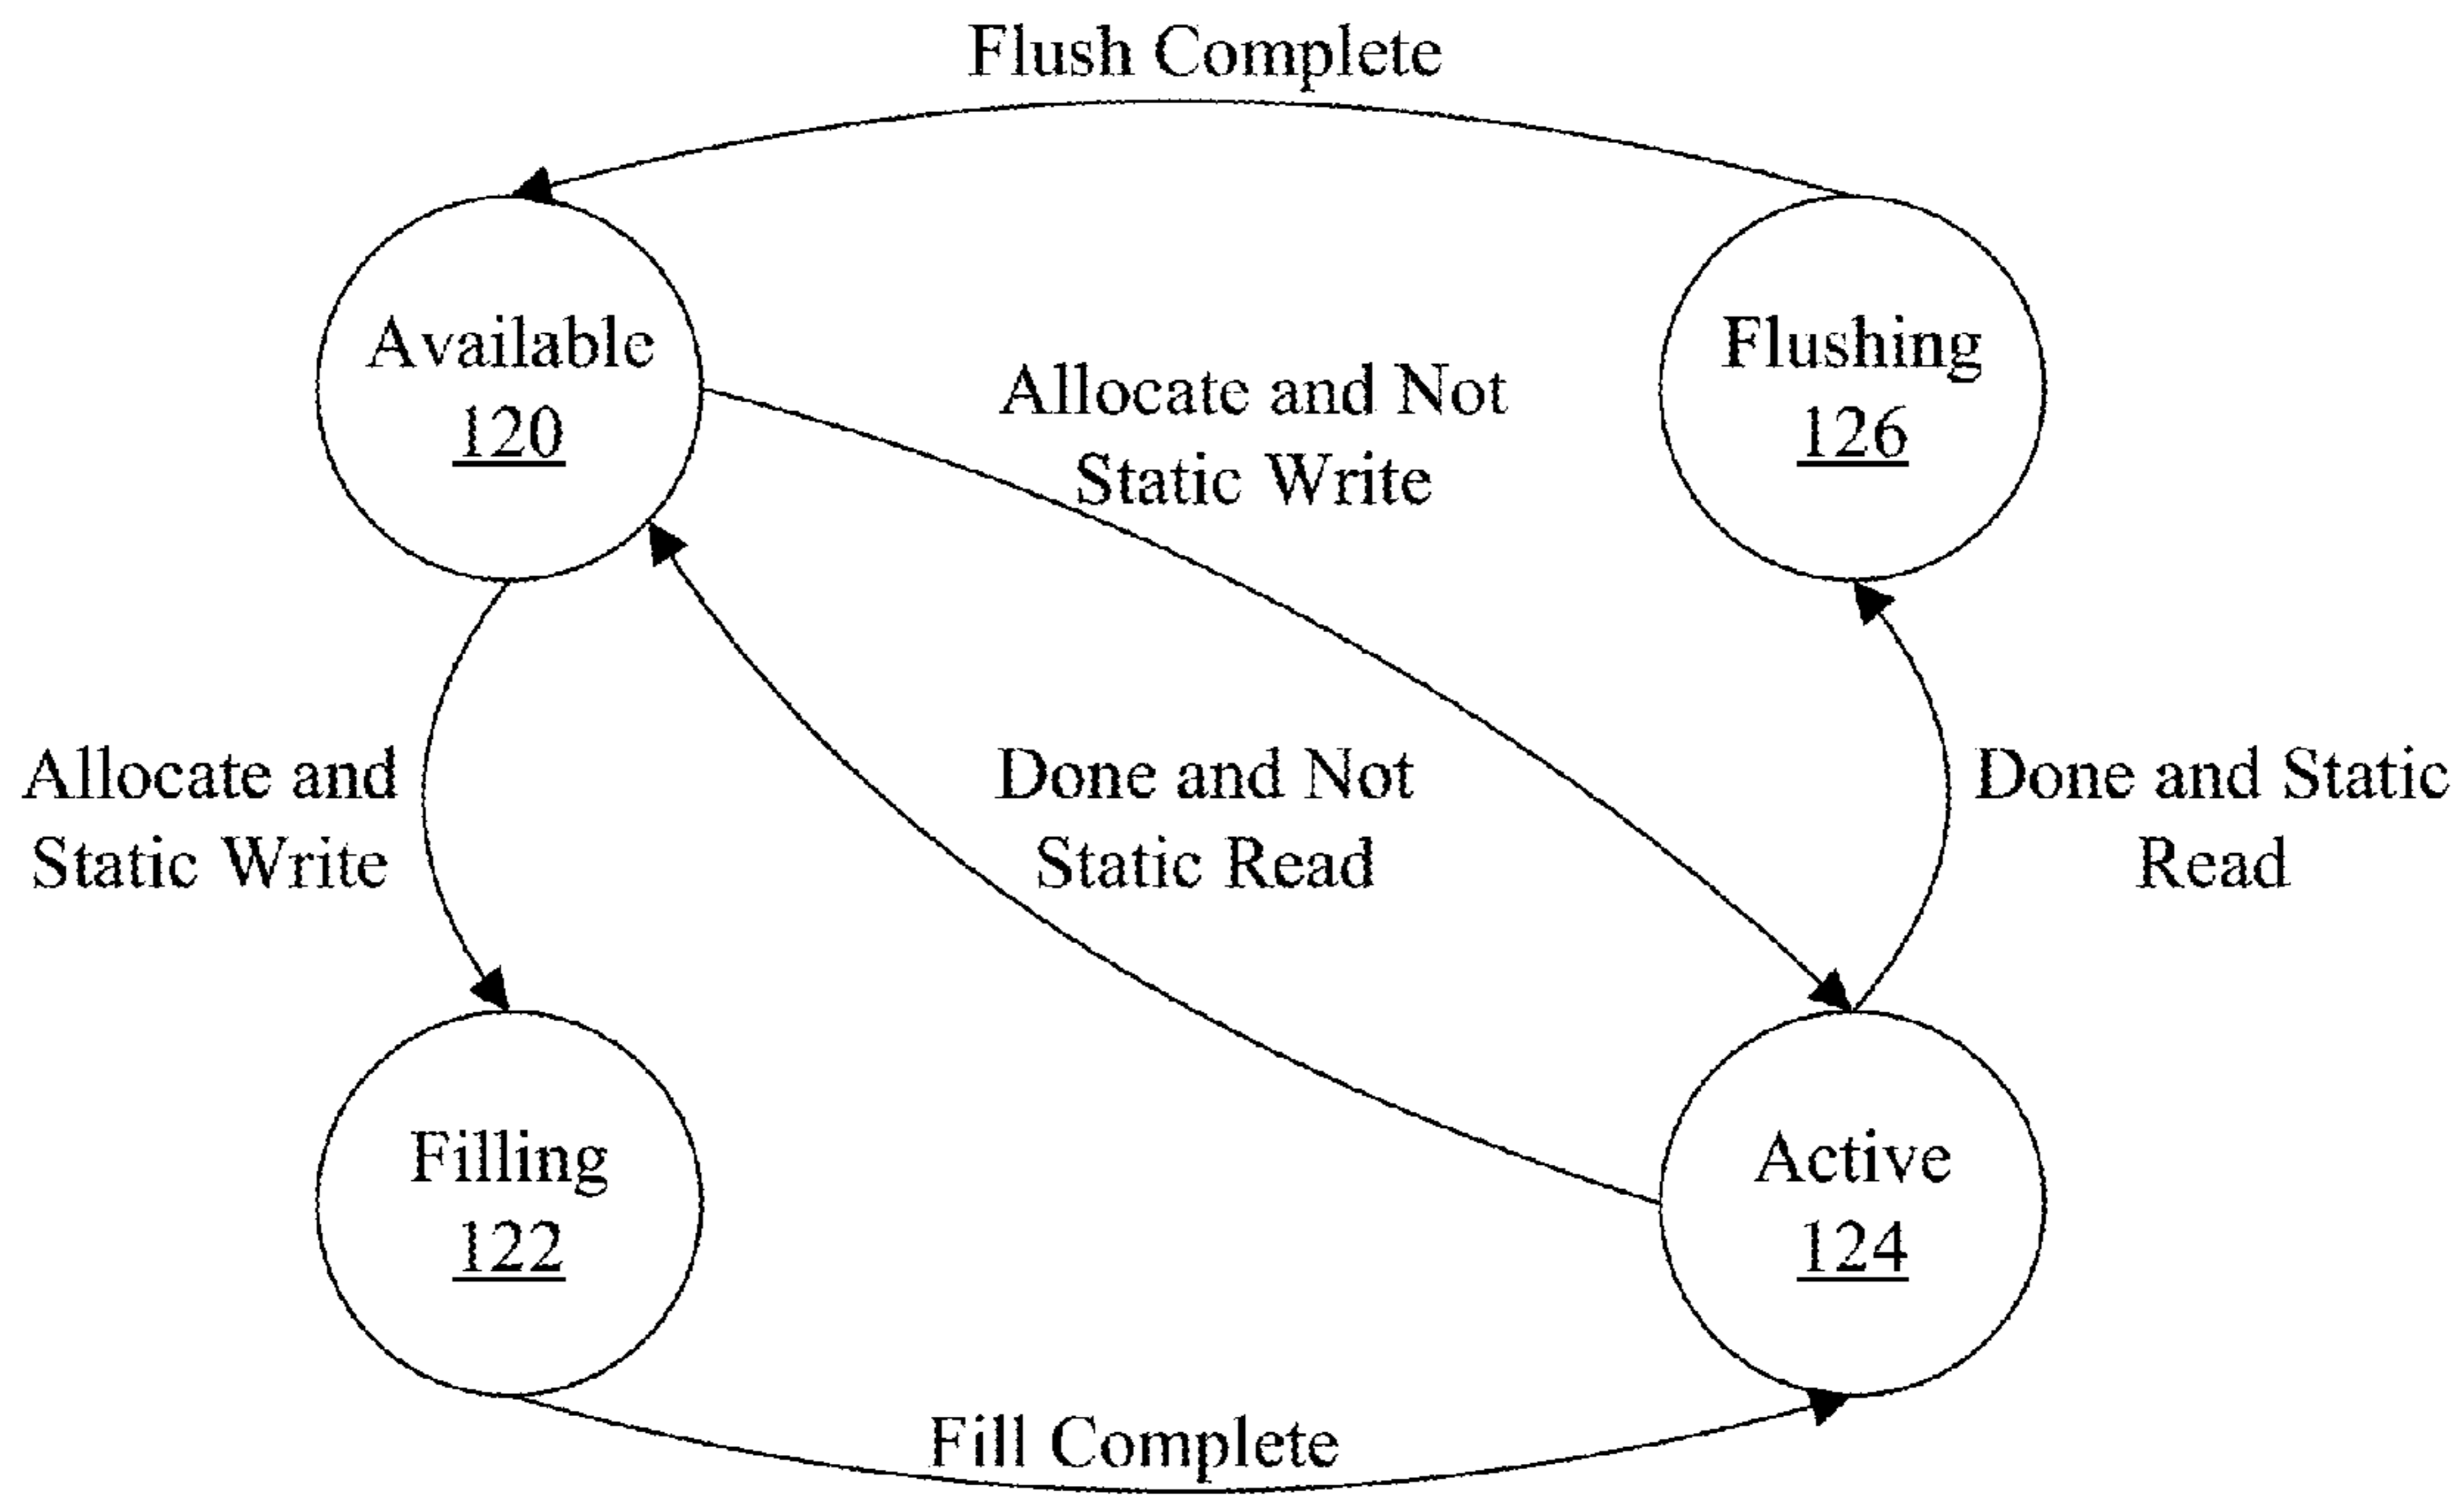 Flush Complete
Available
120
Flushing
126
Allocate and Not
Static Write
Allocate and
Static Write
Done and Not
Static Read
Done and Static
Read
Filling
122
Active
124
Fill Complete